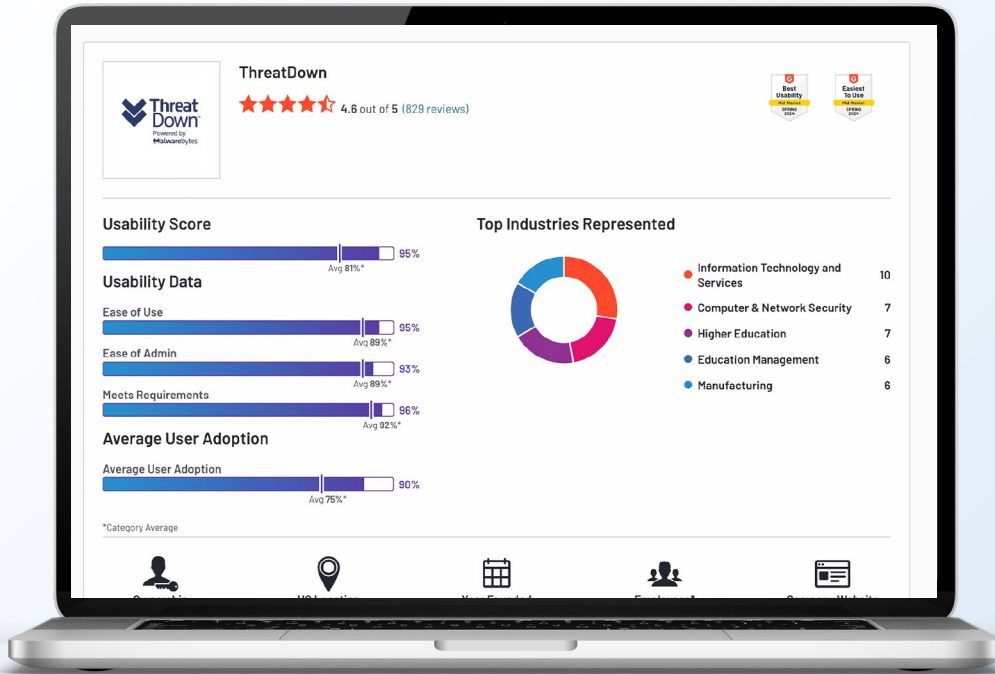 Threat
Down
Powered by
Malwarebytes
ThreatDown
4.6 out of 5 (829 reviews)
Best
Usability
Mid-Market
SPRING
2024
Easiest
To Use
Mid-Market
SPRING
2024
Usability Score
95%
Avg 81%*
Usability Data
Ease of Use
95%
Avg 89%*
Ease of Admin
93%
Avg 89%*
Meets Requirements
96%
Avg 92%*
Average User Adoption
Average User Adoption
90%
Avg 75%*
*Category Average
Top Industries Represented
Information Technology and
Services 10
Computer & Network Security 7
Higher Education 7
Education Management 6
Manufacturing 6